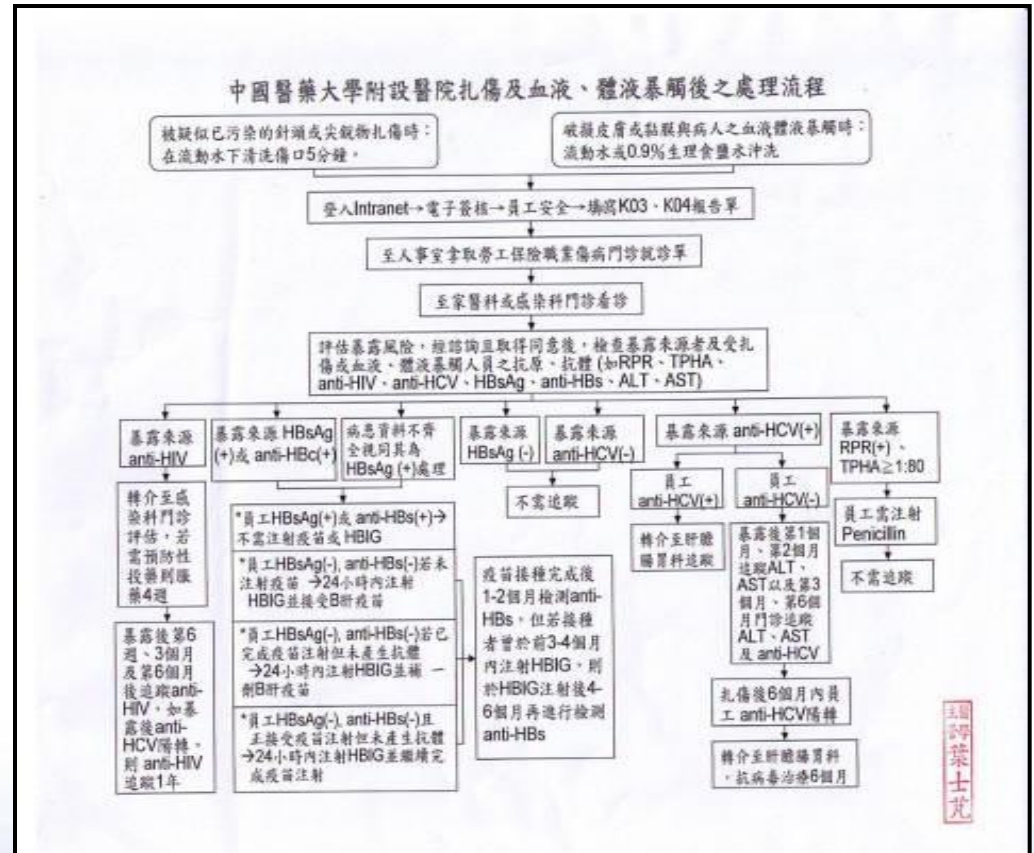 中國醫藥大學附設醫院扎傷及血液、體液暴觸後之處理流程
被疑似已污染的針頭或尖銳物扎傷時：
在流動水下清洗傷口5分鐘。
破損皮膚或黏膜與病人之血液體液暴觸時：
流動水或0.9%生理食鹽水沖洗
登入Intranet→電子簽核→員工安全→填寫K03、K04報告單
至人事室拿取勞工保險職業傷病門診就診單
至家醫科或感染科門診看診
評估暴露風險，經諮詢且取得同意後，檢查暴露來源者及受扎
傷或血液、體液暴觸人員之抗原、抗體 (如RPR、TPHA、
anti-HIV、anti-HCV、HBsAg、anti-HBs、ALT、AST)
暴露來源
anti-HIV
轉介至感
染科門診
評估，若
需預防性
投藥則服
藥4週
暴露後第6
週、3個月
及第6個月
後追蹤anti-
HIV，如暴
露後anti-
HCV陽轉，
則 anti-HIV
追蹤1年
暴露來源 HBsAg
(+)或 anti-HBc(+)
病患資料不齊
全視同其為
HBsAg (+)處理
*員工HBsAg(+)或 anti-HBs(+)→
不需注射疫苗或 HBIG
*員工HBsAg(-), anti-HBs(-)若未
注射疫苗 →24小時內注射
HBIG並接受B肝疫苗
*員工HBsAg(-), anti-HBs(-)若已
完成疫苗注射但未產生抗體
→24小時內注射HBIG並補 一
劑B肝疫苗
*員工HBsAg(-), anti-HBs(-)且
正接受疫苗注射但未產生抗體
→24小時內注射HBIG並繼續完
成疫苗注射
疫苗接種完成後
1-2個月檢測anti-
HBs，但若接種
者曾於前3-4個月
內注射HBIG，則
於HBIG注射後4-
6個月再進行檢測
anti-HBs
暴露來源
HBsAg (-)
暴露來源
anti-HCV(-)
不需追蹤
暴露來源 anti-HCV(+)
員工
anti-HCV(+)
轉介至肝膽
腸胃科追蹤
員工
anti-HCV(-)
暴露後第1個
月、第2個月
追蹤ALT、
AST以及第3
個月、第6個
月門診追蹤
ALT、AST
及 anti-HCV
扎傷後6個月內員
工 anti-HCV陽轉
轉介至肝膽腸胃科
，抗病毒治療6個月
暴露來源
RPR(+)、
TPHA≧1:80
員工需注射
Penicillin
不需追蹤